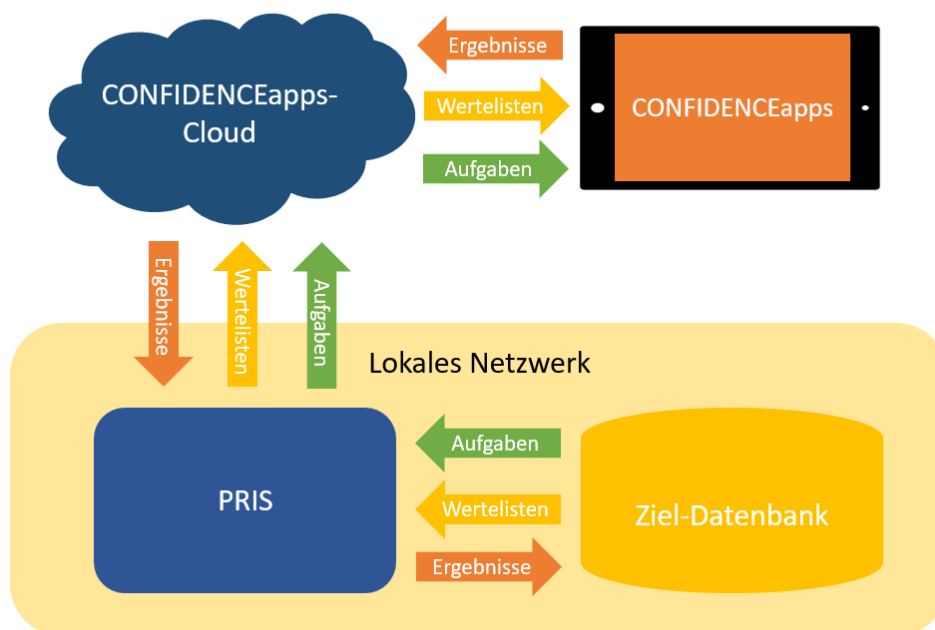 CONFIDENCEapps-
Cloud
Ergebnisse
Wertelisten
Aufgaben
CONFIDENCEapps
Ergebnisse
Wertelisten
Aufgaben
Lokales Netzwerk
PRIS
Aufgaben
Wertelisten
Ergebnisse
Ziel-Datenbank